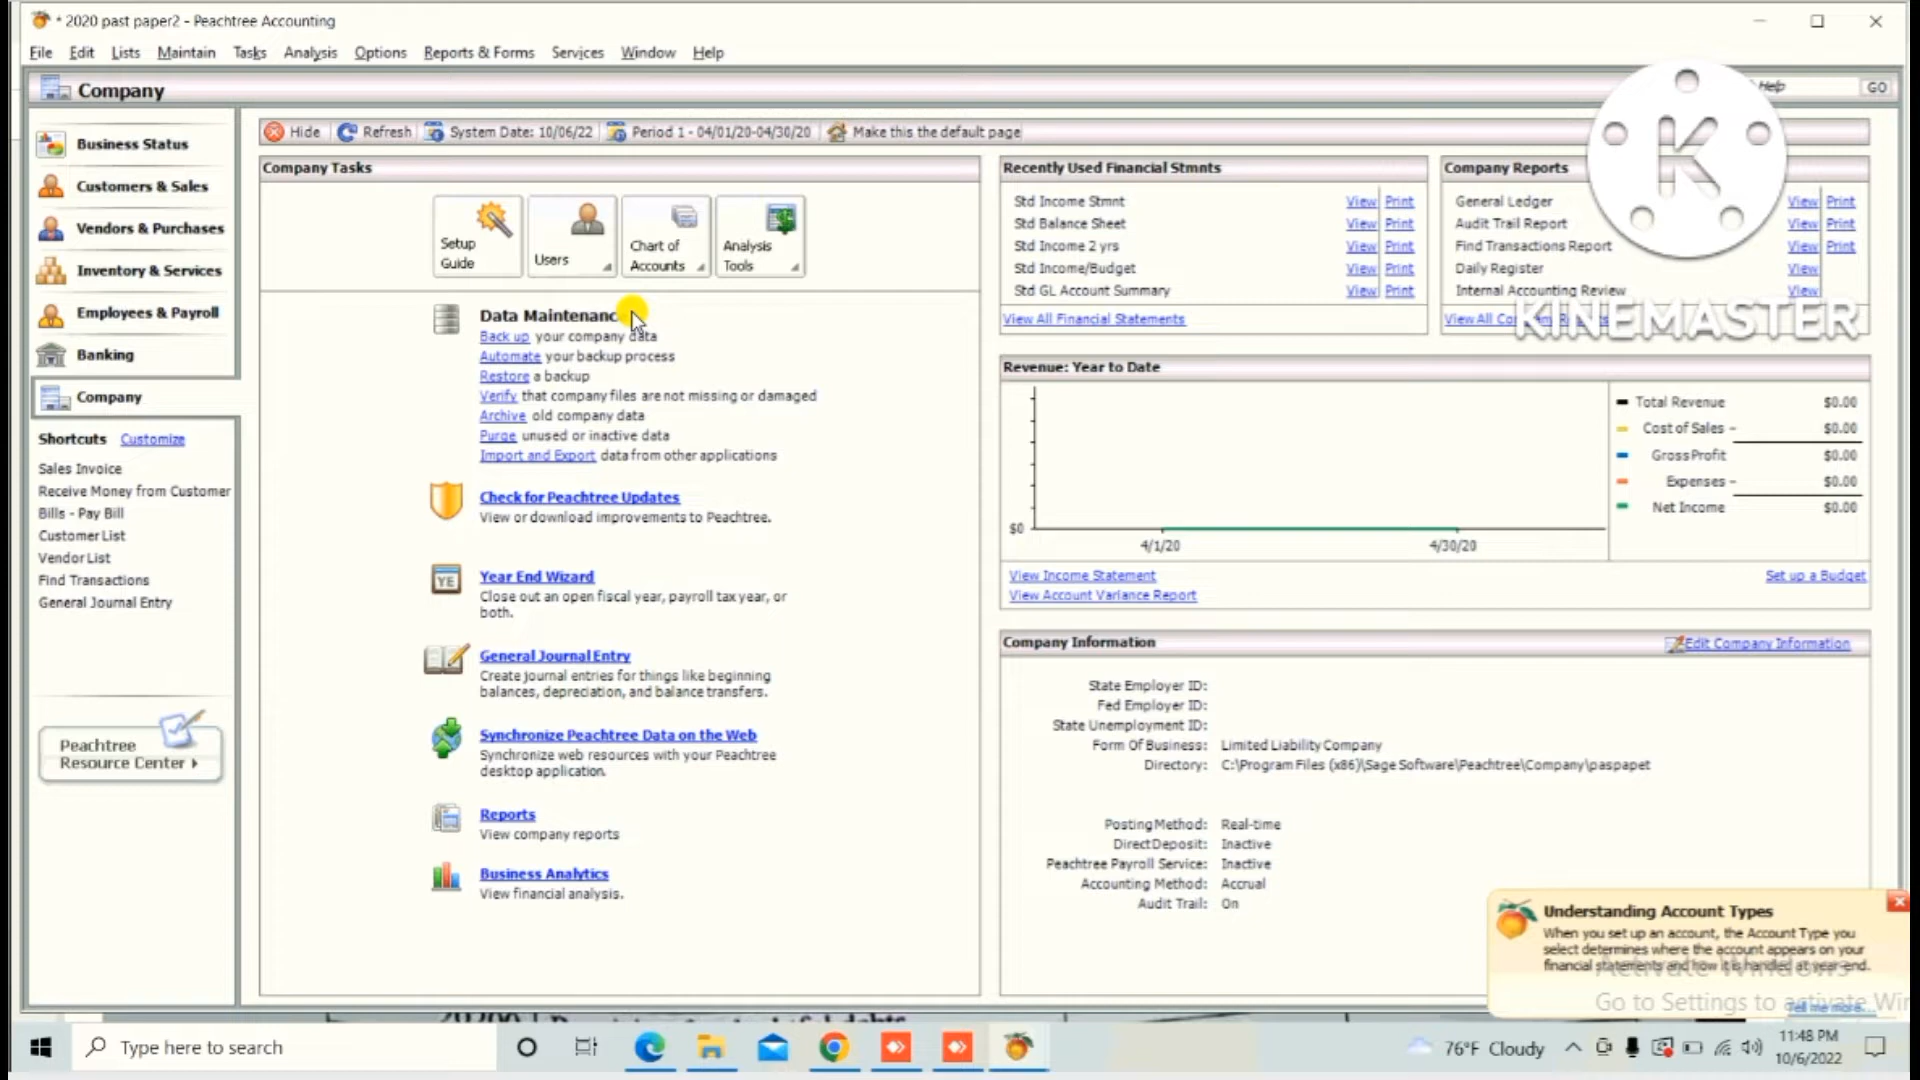 * 2020 past paper2 - Peachtree Accounting
File Edit Lists Maintain Tasks Analysis Options Reports & Forms Services Window Help
Company
Help
GO
Business Status
Customers & Sales
Vendors & Purchases
Inventory & Services
Employees & Payroll
Banking
Company
Shortcuts Customize
Sales Invoice
Receive Money from Customer
Bills - Pay Bill
Customer List
Vendor List
Find Transactions
General Journal Entry
Peachtree
Resource Center
Hide Refresh System Date: 10/06/22 Period 1 - 04/01/20-04/30/20 Make this the default page
Company Tasks
Setup
Guide
Users
Chart of
Accounts
Analysis
Tools
Data Maintenanc
Back up your company data
Automate your backup process
Restore a backup
Verify that company files are not missing or damaged
Archive old company data
Purge unused or inactive data
Import and Export data from other applications
Check for Peachtree Updates
View or download improvements to Peachtree.
YE
Year End Wizard
Close out an open fiscal year, payroll tax year, or
both.
General Journal Entry
Create journal entries for things like beginning
balances, depreciation, and balance transfers.
Synchronize Peachtree Data on the Web
Synchronize web resources with your Peachtree
desktop application.
Reports
View company reports
Business Analytics
View financial analysis.
Recently Used Financial Stmnts
Std Income Stmnt View Print
Std Balance Sheet View Print
Std Income 2 yrs View Print
Std Income/Budget View Print
Std GL Account Summary View Print
View All Financial Statements
Company Reports
General Ledger View Print
Audit Trail Report View Print
Find Transactions Report View Print
Daily Register View
Internal Accounting Review View
View All
K
KINEMASTER
Revenue: Year to Date
$0
4/1/20 4/30/20
Total Revenue $0.00
Cost of Sales - $0.00
Gross Profit $0.00
Expenses - $0.00
Net Income $0.00
View Income Statement Set up a Budget
View Account Variance Report
Company Information Edit Company Information
State Employer ID:
Fed Employer ID:
State Unemployment ID:
Form Of Business: Limited Liability Company
Directory: C:\Program Files (x86)\Sage Software\Peachtree\Company\paspapet
Posting Method: Real-time
Direct Deposit: Inactive
Peachtree Payroll Service: Inactive
Accounting Method: Accrual
Audit Trail: On
Understanding Account Types
When you set up an account, the Account Type you
select determines where the account appears on your
financial statements and how it is handled at year-end.
Activate Windows
Go to Settings to activate Wi
Tell me more...
Type here to search
76°F Cloudy
11:48 PM
10/6/2022